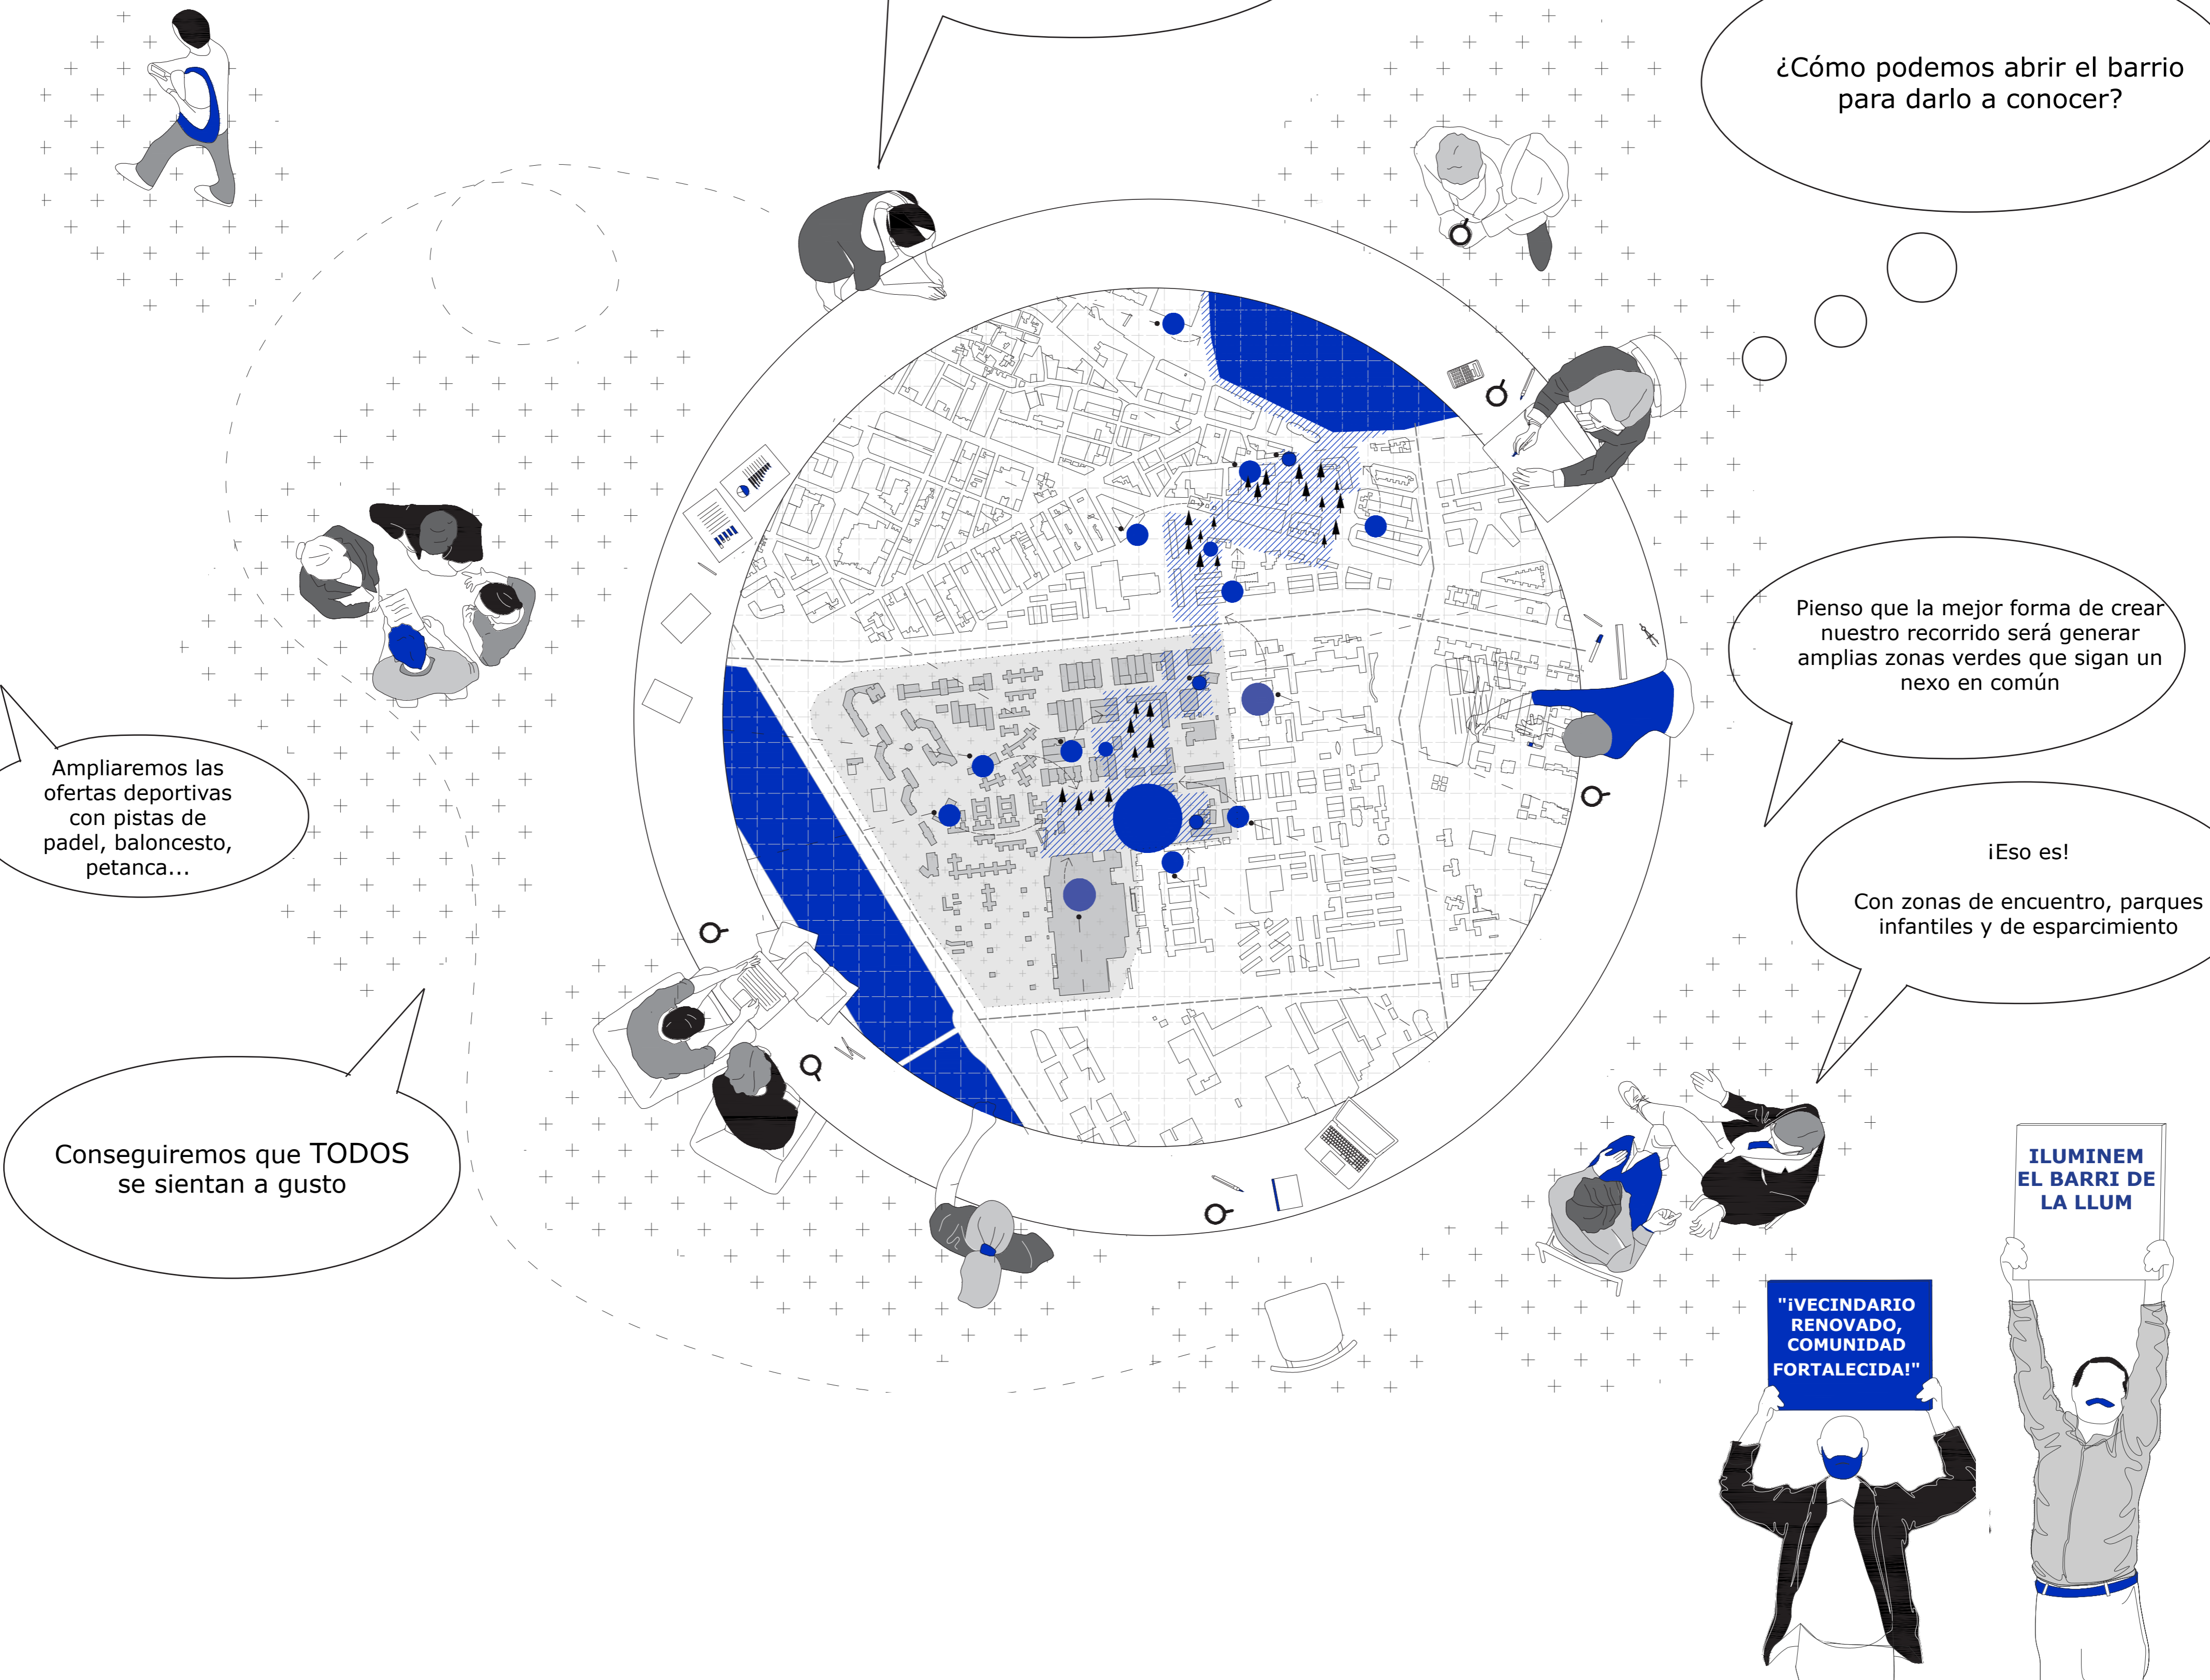 ¿Cómo podemos abrir el barrio
para darlo a conocer?
Pienso que la mejor forma de crear
nuestro recorrido será generar
amplias zonas verdes que sigan un
nexo en común
Ampliaremos las
ofertas deportivas
con pistas de
padel, baloncesto,
petanca...
¡Eso es!
Con zonas de encuentro, parques
infantiles y de esparcimiento
Conseguiremos que TODOS
se sientan a gusto
ILUMINEM
EL BARRI DE
LA LLUM
"¡VECINDARIO
RENOVADO,
COMUNIDAD
FORTALECIDA!"